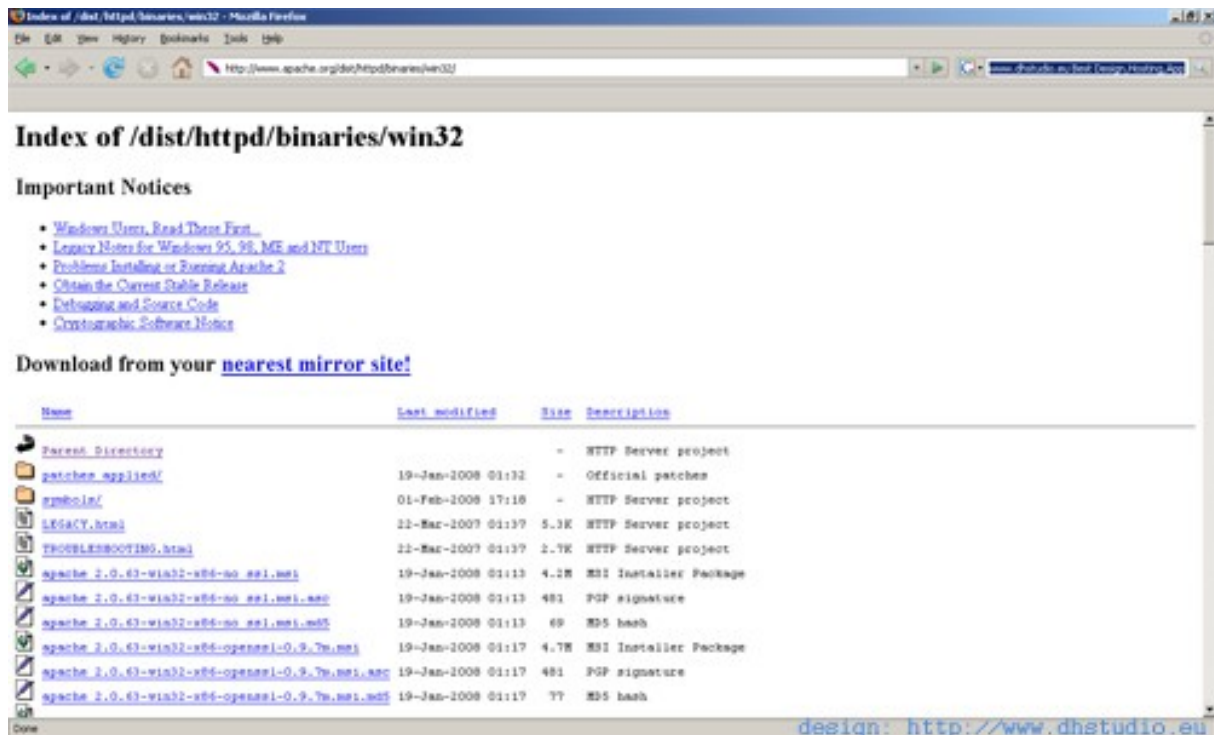 Index of /dist/httpd/binaries/win32 - Mozilla Firefox
File Edit View History Bookmarks Tools Help
http://www.apache.org/dist/httpd/binaries/win32/
www.dhstudio.eu Best Design,Hosting,App
Index of /dist/httpd/binaries/win32
Important Notices
Windows Users, Read These First...
Legacy Notes for Windows 95, 98, ME and NT Users
Problems Installing or Running Apache 2
Obtain the Current Stable Release
Debugging and Source Code
Cryptographic Software Notice
Download from your nearest mirror site!
Name Last modified Size Description
Parent Directory - HTTP Server project
patches_applied/ 19-Jan-2008 01:32 - Official patches
symbols/ 01-Feb-2008 17:18 - HTTP Server project
LEGACY.html 22-Mar-2007 01:37 5.3K HTTP Server project
TROUBLESHOOTING.html 22-Mar-2007 01:37 2.7K HTTP Server project
apache_2.0.63-win32-x86-no_ssl.msi 19-Jan-2008 01:13 4.2M MSI Installer Package
apache_2.0.63-win32-x86-no_ssl.msi.asc 19-Jan-2008 01:13 481 PGP signature
apache_2.0.63-win32-x86-no_ssl.msi.md5 19-Jan-2008 01:13 69 MD5 hash
apache_2.0.63-win32-x86-openssl-0.9.7m.msi 19-Jan-2008 01:17 4.7M MSI Installer Package
apache_2.0.63-win32-x86-openssl-0.9.7m.msi.asc 19-Jan-2008 01:17 481 PGP signature
apache_2.0.63-win32-x86-openssl-0.9.7m.msi.md5 19-Jan-2008 01:17 77 MD5 hash
Done
design: http://www.dhstudio.eu